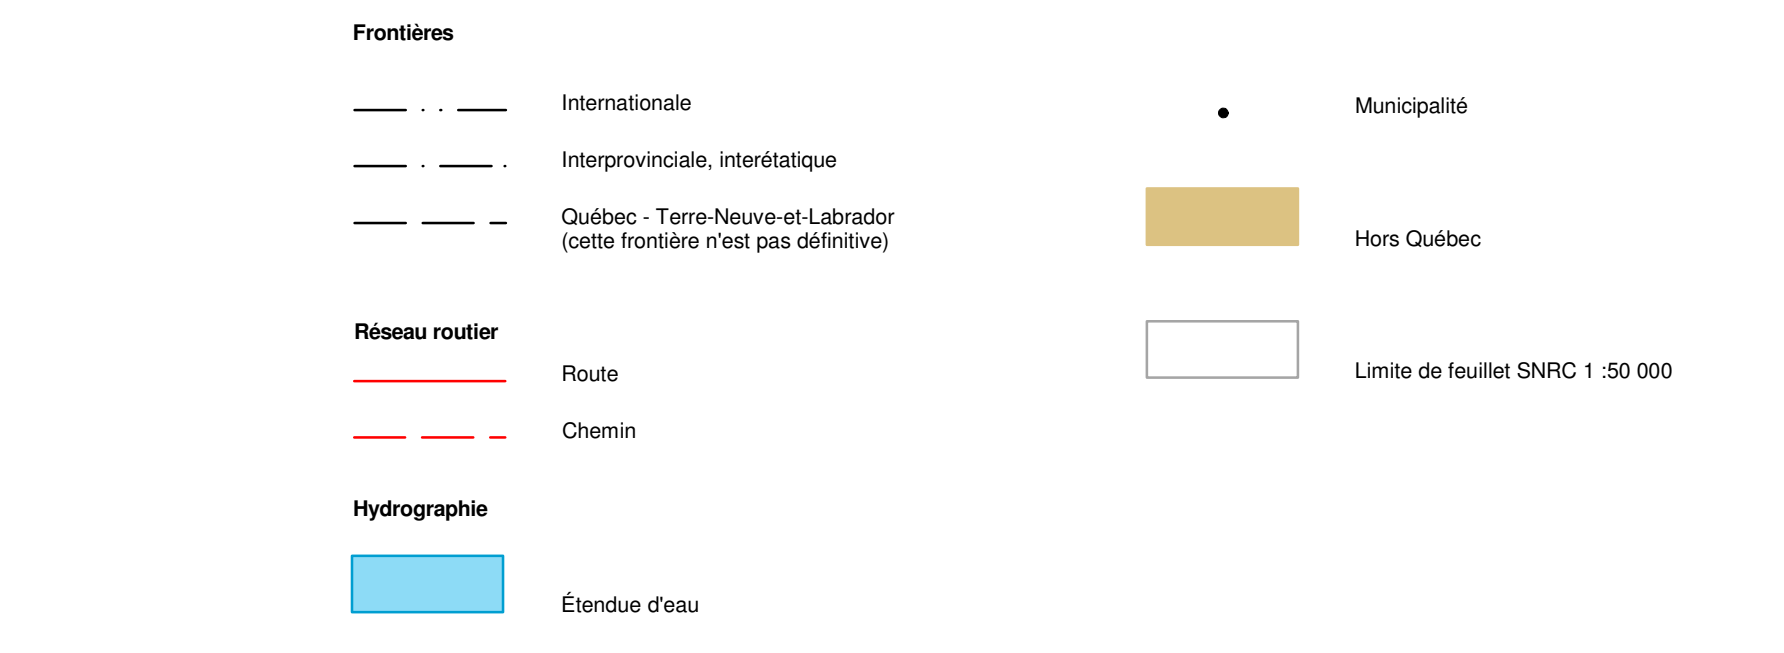 Frontières
Internationale
Interprovinciale, interétatique
Québec - Terre-Neuve-et-Labrador
(cette frontière n'est pas définitive)
Réseau routier
Route
Chemin
Hydrographie
Étendue d'eau
Municipalité
Hors Québec
Limite de feuillet SNRC 1 :50 000